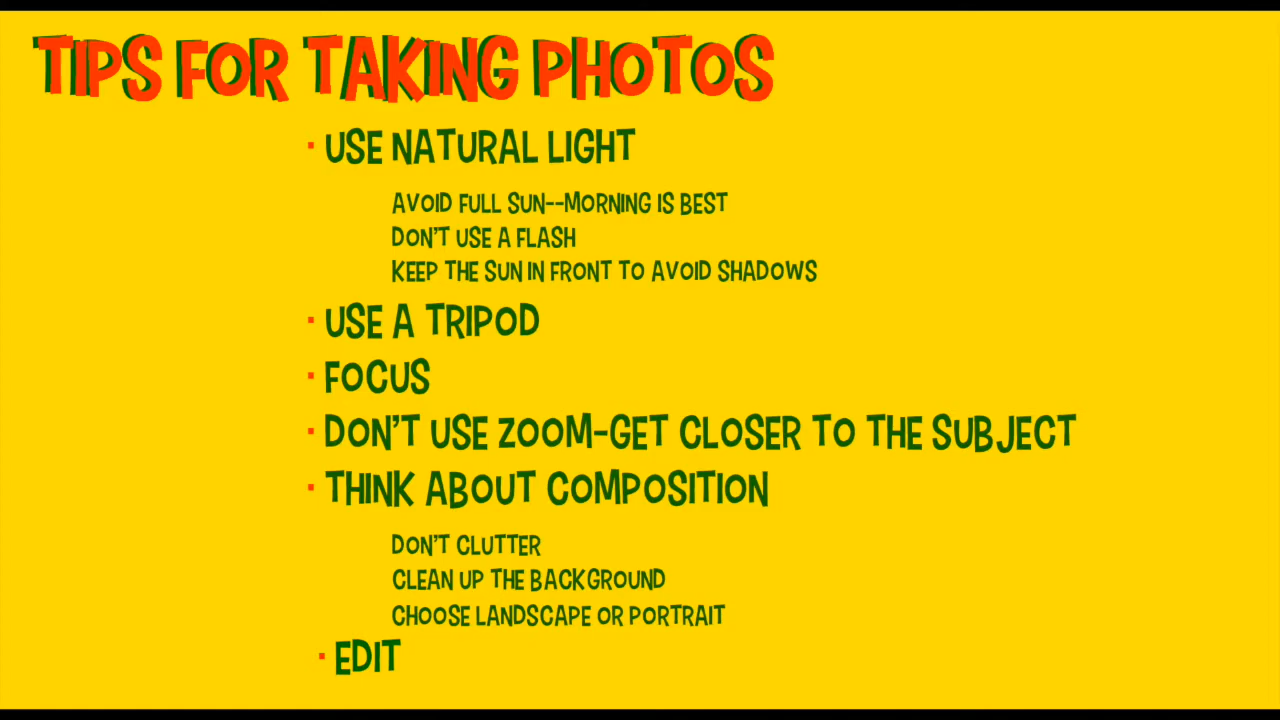 TIPS FOR TAKING PHOTOS
· USE NATURAL LIGHT
AVOID FULL SUN--MORNING IS BEST
DON'T USE A FLASH
KEEP THE SUN IN FRONT TO AVOID SHADOWS
· USE A TRIPOD
· FOCUS
· DON'T USE ZOOM-GET CLOSER TO THE SUBJECT
· THINK ABOUT COMPOSITION
DON'T CLUTTER
CLEAN UP THE BACKGROUND
CHOOSE LANDSCAPE OR PORTRAIT
· EDIT